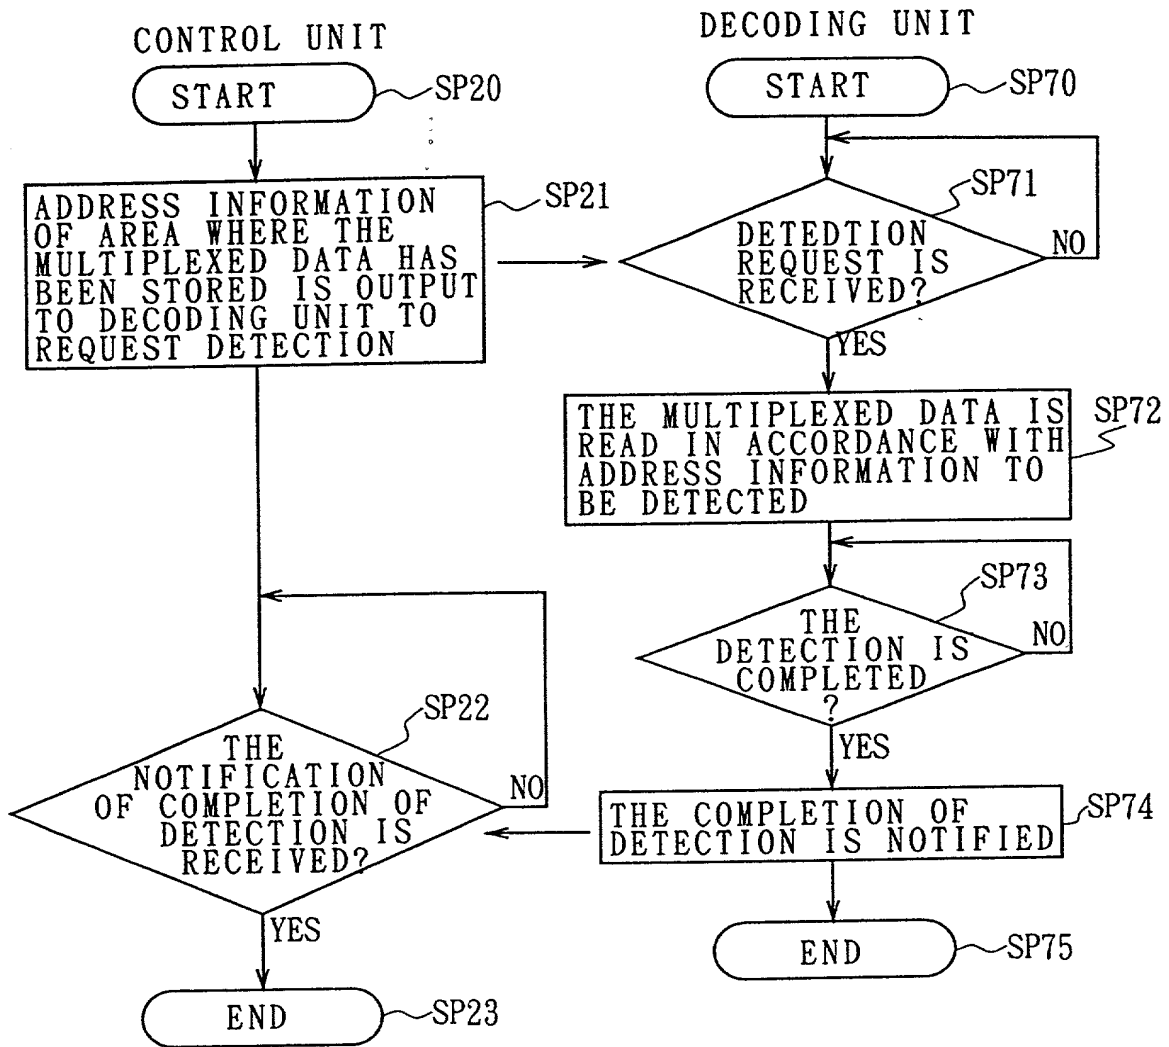 CONTROL UNIT
START
SP20
ADDRESS INFORMATION
OF AREA WHERE THE
MULTIPLEXED DATA HAS
BEEN STORED IS OUTPUT
TO DECODING UNIT TO
REQUEST DETECTION
SP21
THE
NOTIFICATION
OF COMPLETION OF
DETECTION IS
RECEIVED?
SP22
NO
YES
END
SP23
DECODING UNIT
START
SP70
DETEDTION
REQUEST IS
RECEIVED?
SP71
NO
YES
THE MULTIPLEXED DATA IS
READ IN ACCORDANCE WITH
ADDRESS INFORMATION TO
BE DETECTED
SP72
THE
DETECTION IS
COMPLETED
?
SP73
NO
YES
THE COMPLETION OF
DETECTION IS NOTIFIED
SP74
END
SP75